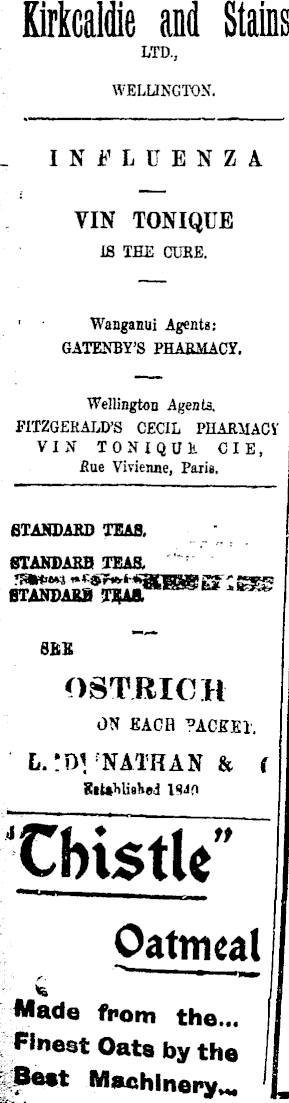 Kirkcaldie and Stains
LTD.,
WELLINGTON.
INFLUENZA
VIN TONIQUE
IS THE CURE.
Wanganui Agents:
GATENBY'S PHARMACY.
Wellington Agents.
FITZGERALD'S CECIL PHARMACY
VIN TONIQUE CIE,
Rue Vivienne, Paris.
STANDARD TEAS.
STANDARD TEAS.
STANDARD TEAS.
SEE
OSTRICH
ON EACH PACKET.
NATHAN &
Established 1840
"Thistle"
Oatmeal
Made from the...
Finest Oats by the
Best Machinery...